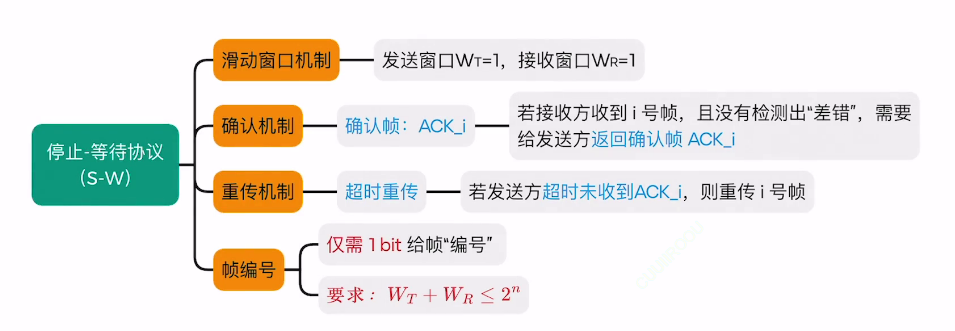 停止-等待协议
（S-W）
滑动窗口机制
发送窗口WT=1，接收窗口WR=1
确认机制
确认帧：ACK_i
若接收方收到 i 号帧，且没有检测出“差错”，需要
给发送方返回确认帧 ACK_i
重传机制
超时重传
若发送方超时未收到ACK_i，则重传 i 号帧
帧编号
仅需 1 bit 给帧“编号”
要求：W_T + W_R ≤ 2^n